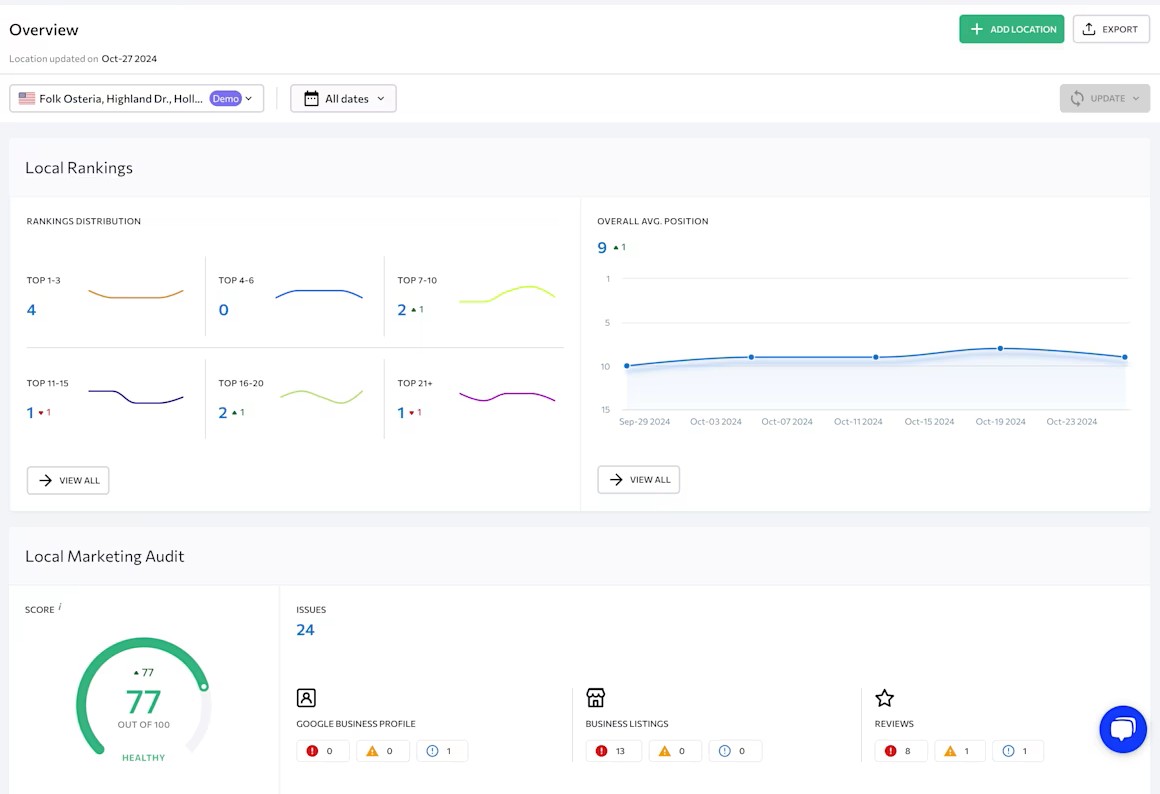 Overview
ADD LOCATION
EXPORT
Location updated on Oct-27 2024
Folk Osteria, Highland Dr., Holl... Demo
All dates
UPDATE
Local Rankings
RANKINGS DISTRIBUTION
TOP 1-3
4
TOP 4-6
0
TOP 7-10
2 ▲ 1
TOP 11-15
1 ▼ 1
TOP 16-20
2 ▲ 1
TOP 21+
1 ▼ 1
VIEW ALL
OVERALL AVG. POSITION
9 ▲ 1
1
5
10
15
Sep-29 2024 Oct-03 2024 Oct-07 2024 Oct-11 2024 Oct-15 2024 Oct-19 2024 Oct-23 2024
VIEW ALL
Local Marketing Audit
SCORE i
▲ 77
77
OUT OF 100
HEALTHY
ISSUES
24
GOOGLE BUSINESS PROFILE
0 0 1
BUSINESS LISTINGS
13 0 0
REVIEWS
8 1 1